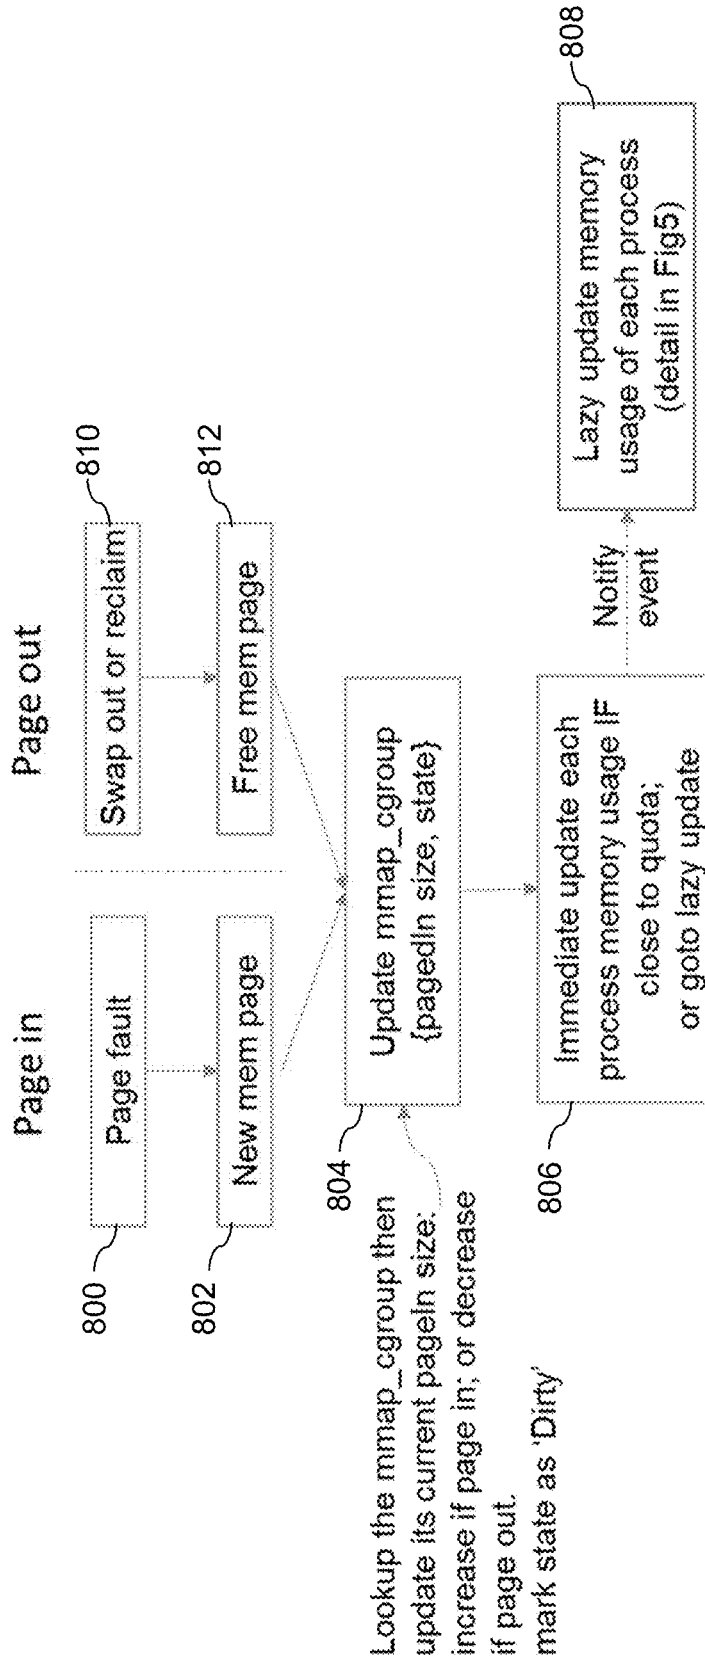 Page in
Page out
800
Page fault
Swap out or reclaim
810
802
New mem page
Free mem page
812
Lookup the mmap_cgroup then
update its current pageIn size:
increase if page in; or decrease
if page out.
mark state as 'Dirty'
804
Update mmap_cgroup
{pagedIn size, state}
806
Immediate update each
process memory usage IF
close to quota;
or goto lazy update
Notify
event
Lazy update memory
usage of each process
(detail in Fig5)
808